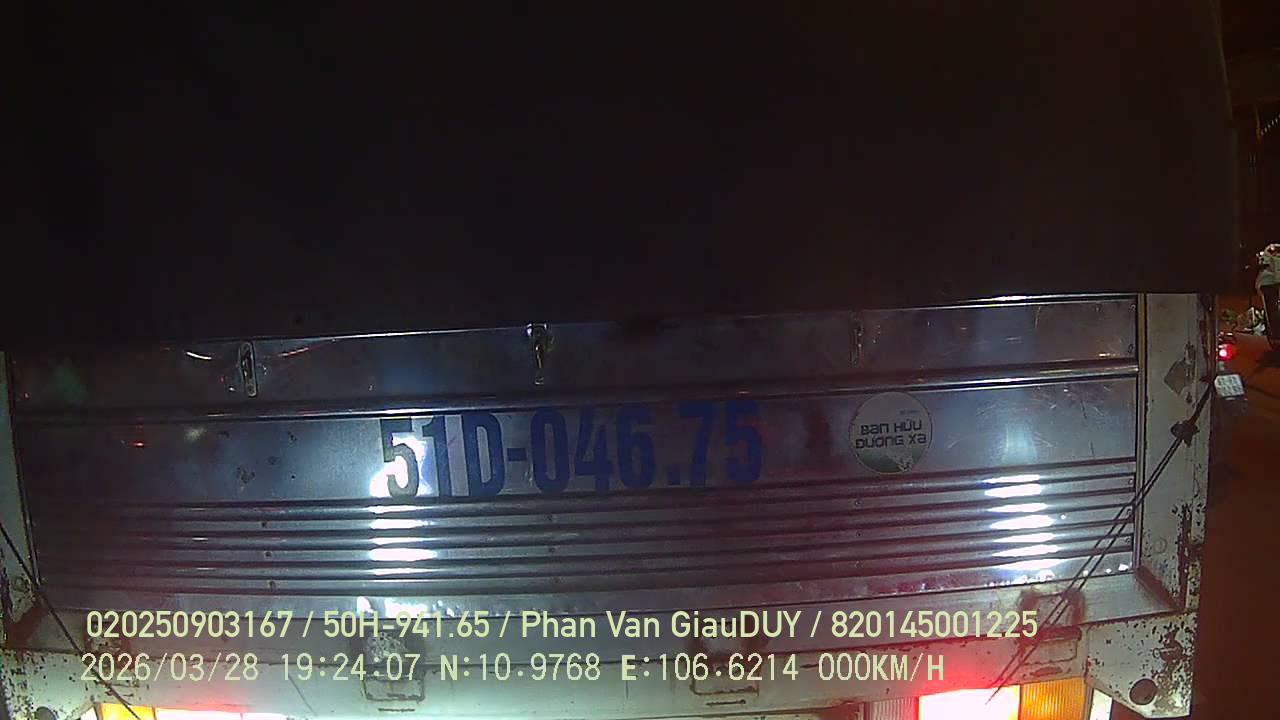 51D-046.75
BạN HỮU
ĐƯỜNG Xa
020250903167 / 50H-941.65 / Phan Van GiauDUY / 820145001225
2026/03/28 19:24:07 N:10.9768 E:106.6214 000KM/H